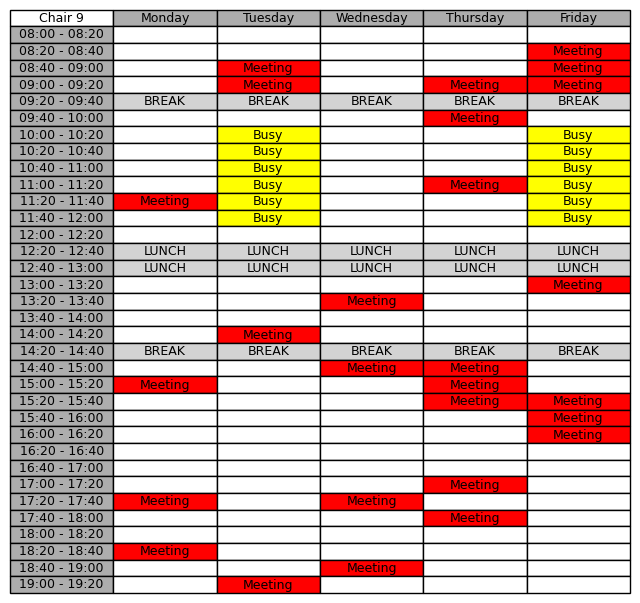 Chair 9 Monday Tuesday Wednesday Thursday Friday
08:00 - 08:20
08:20 - 08:40 Meeting
08:40 - 09:00 Meeting Meeting
09:00 - 09:20 Meeting Meeting Meeting
09:20 - 09:40 BREAK BREAK BREAK BREAK BREAK
09:40 - 10:00 Meeting
10:00 - 10:20 Busy Busy
10:20 - 10:40 Busy Busy
10:40 - 11:00 Busy Busy
11:00 - 11:20 Busy Meeting Busy
11:20 - 11:40 Meeting Busy Busy
11:40 - 12:00 Busy Busy
12:00 - 12:20
12:20 - 12:40 LUNCH LUNCH LUNCH LUNCH LUNCH
12:40 - 13:00 LUNCH LUNCH LUNCH LUNCH LUNCH
13:00 - 13:20 Meeting
13:20 - 13:40 Meeting
13:40 - 14:00
14:00 - 14:20 Meeting
14:20 - 14:40 BREAK BREAK BREAK BREAK BREAK
14:40 - 15:00 Meeting Meeting
15:00 - 15:20 Meeting Meeting
15:20 - 15:40 Meeting Meeting
15:40 - 16:00 Meeting
16:00 - 16:20 Meeting
16:20 - 16:40
16:40 - 17:00
17:00 - 17:20 Meeting
17:20 - 17:40 Meeting Meeting
17:40 - 18:00 Meeting
18:00 - 18:20
18:20 - 18:40 Meeting
18:40 - 19:00 Meeting
19:00 - 19:20 Meeting